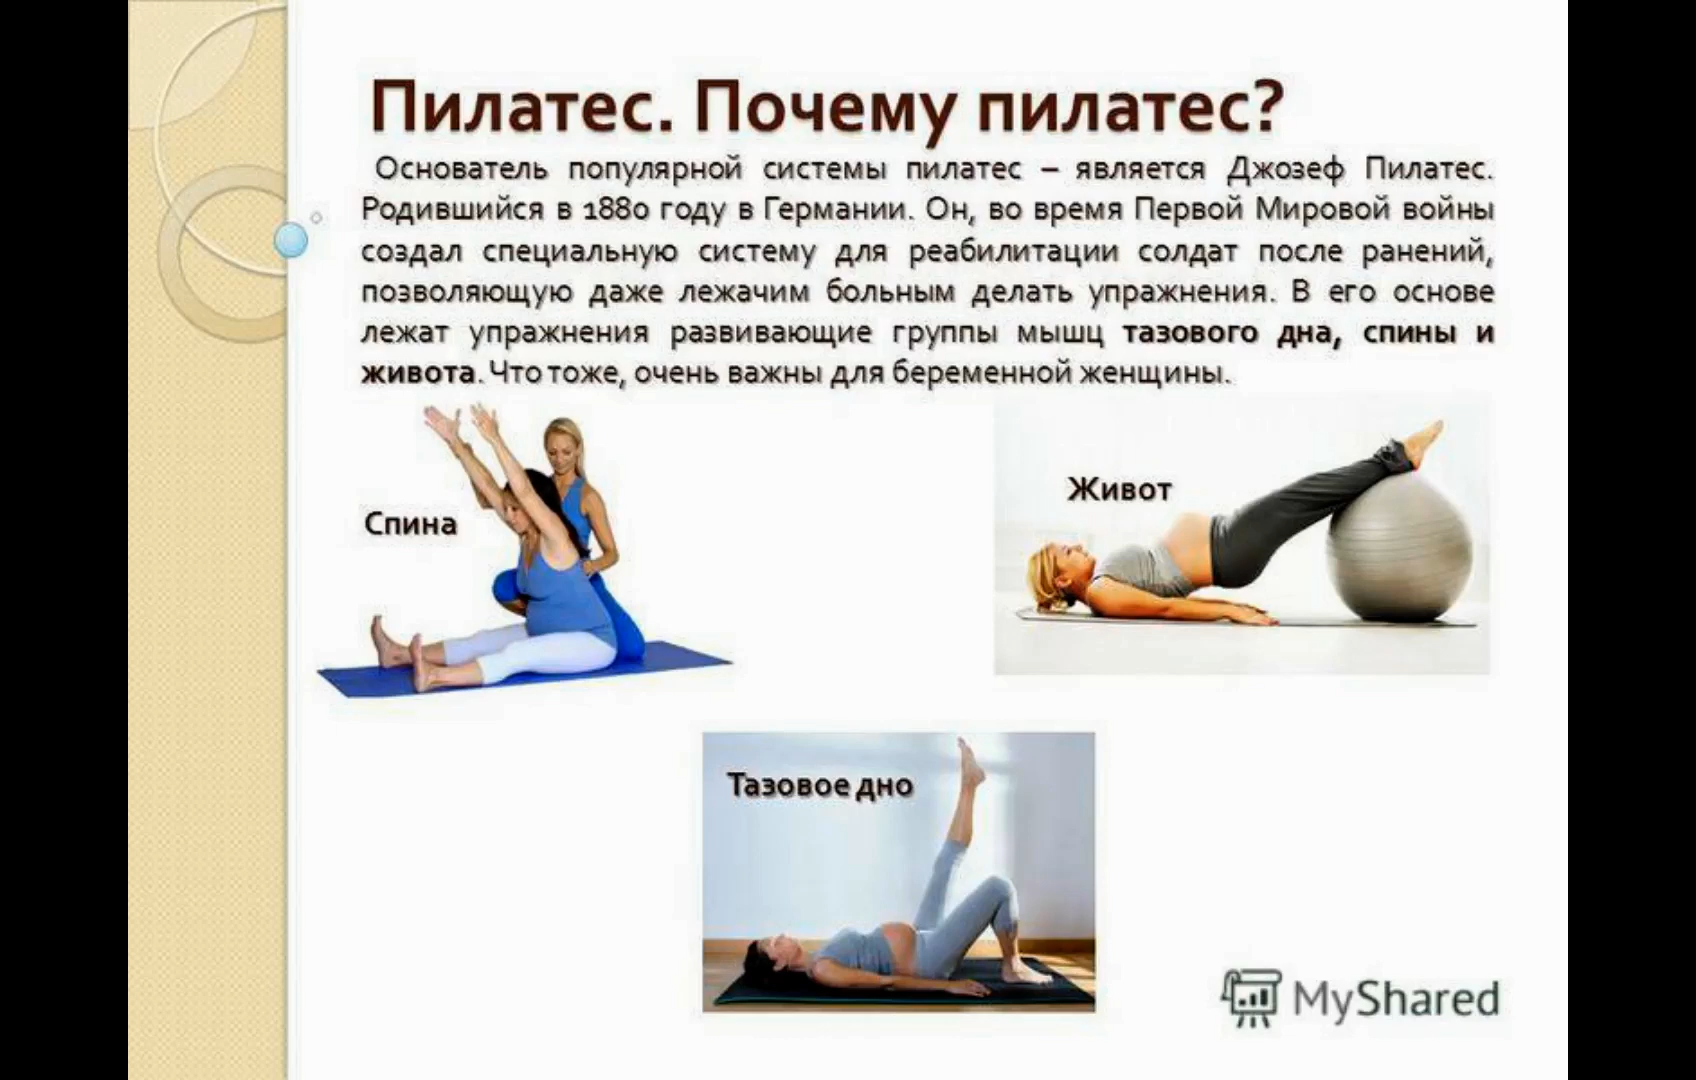 Пилатес. Почему пилатес?
Основатель популярной системы пилатес – является Джозеф Пилатес.
Родившийся в 1880 году в Германии. Он, во время Первой Мировой войны
создал специальную систему для реабилитации солдат после ранений,
позволяющую даже лежачим больным делать упражнения. В его основе
лежат упражнения развивающие группы мышц тазового дна, спины и
живота. Что тоже, очень важны для беременной женщины.
Спина
Живот
Тазовое дно
MyShared